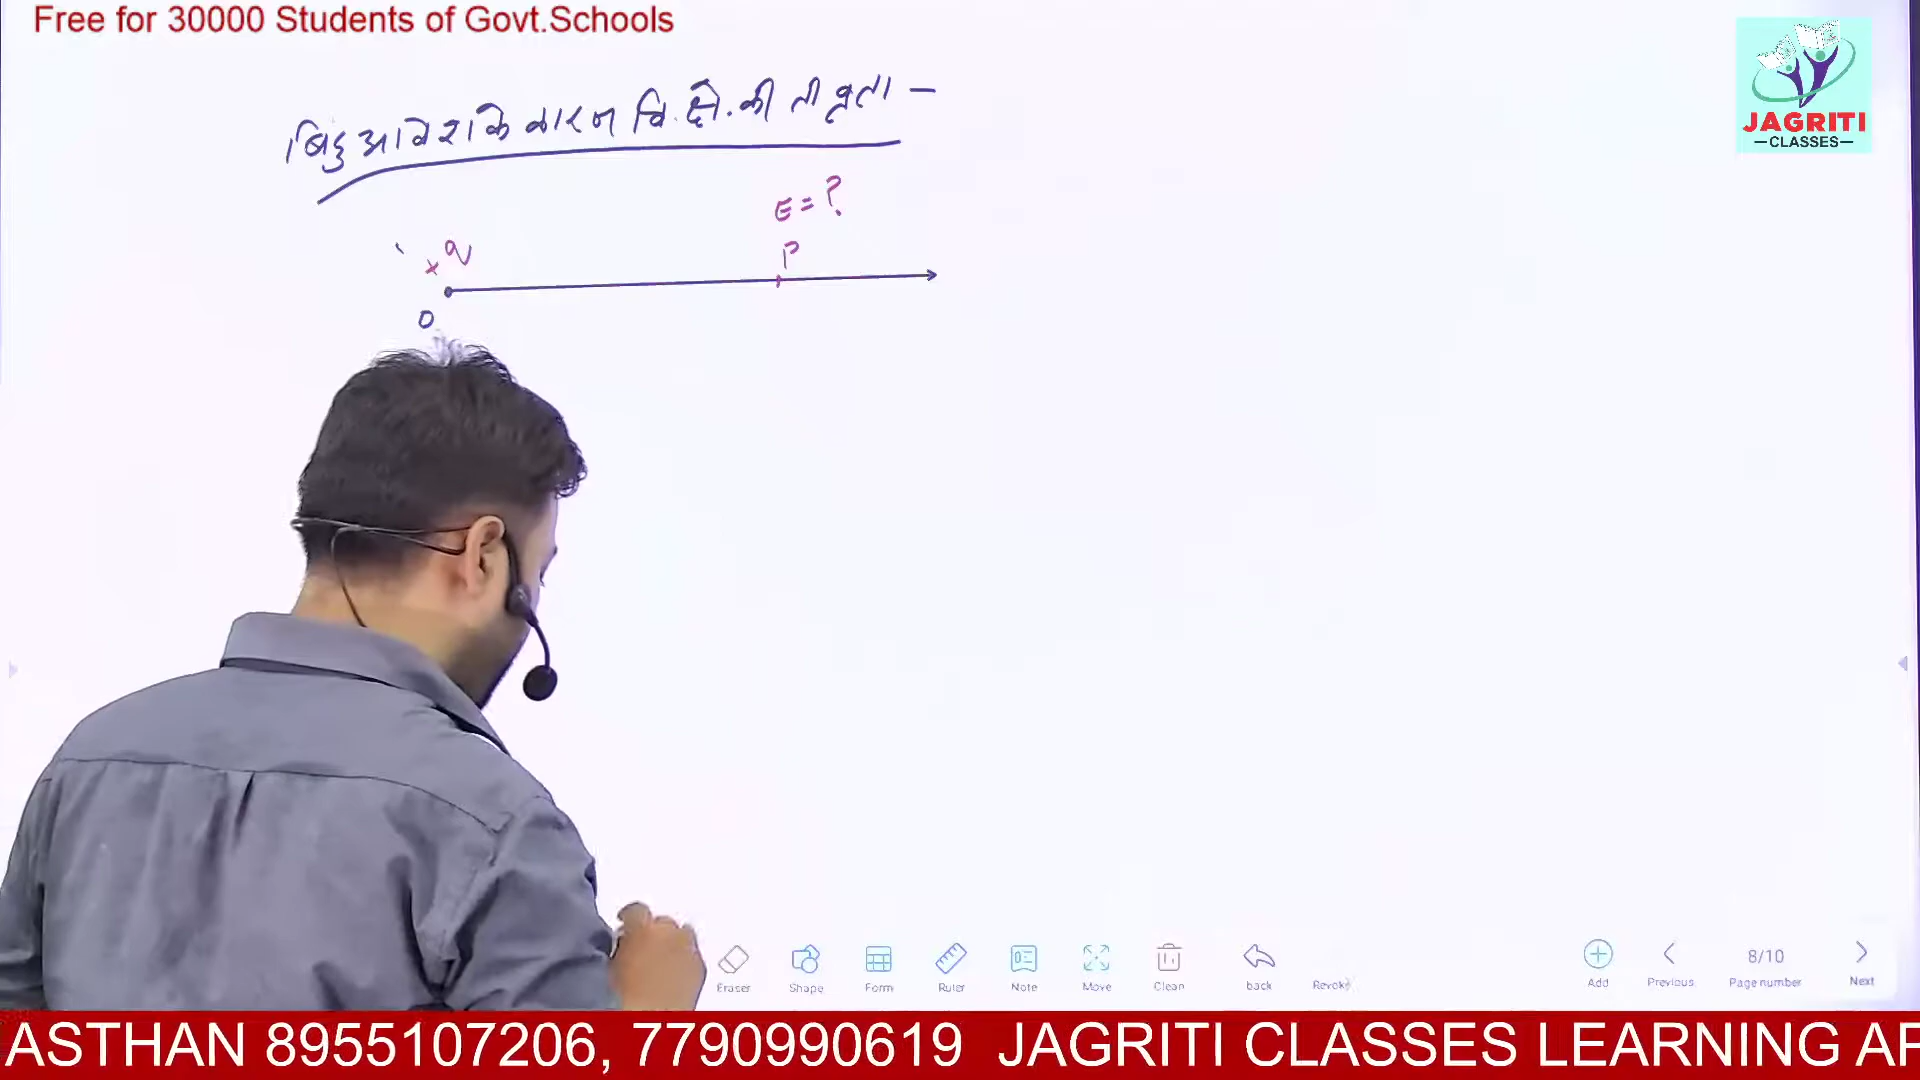 Free for 30000 Students of Govt.Schools
बिंदु आवेश के कारण वि.क्षे.की तीव्रता -
E = ?
+ q
P
O
JAGRITI
CLASSES
Eraser Shape Form Ruler Note Move Clean back Revoke Add Previous 8/10 Page number Next
ASTHAN 8955107206, 7790990619 JAGRITI CLASSES LEARNING AP